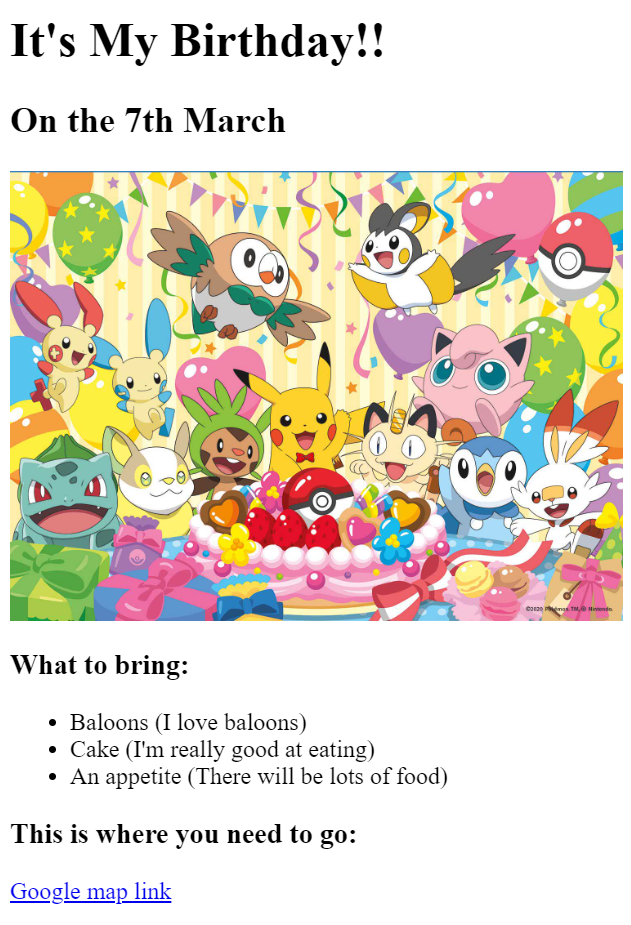 It's My Birthday!!
On the 7th March
©2020 Pokémon. TM, ® Nintendo.
What to bring:
• Baloons (I love baloons)
• Cake (I'm really good at eating)
• An appetite (There will be lots of food)
This is where you need to go:
Google map link